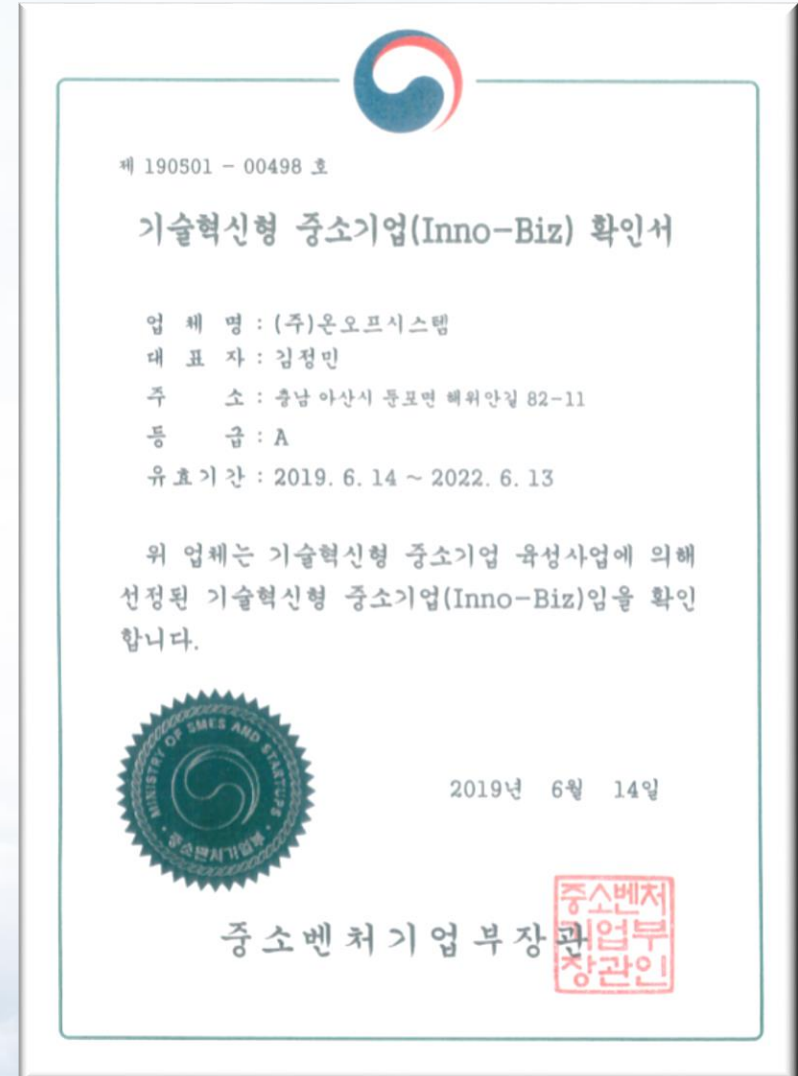 제 190501 - 00498 호
기술혁신형 중소기업(Inno-Biz) 확인서
업 체 명 : (주)온오프시스템
대 표 자 : 김정민
주 소 : 충남 아산시 둔포면 해위안길 82-11
등 급 : A
유효기간 : 2019. 6. 14 ~ 2022. 6. 13
위 업체는 기술혁신형 중소기업 육성사업에 의해
선정된 기술혁신형 중소기업(Inno-Biz)임을 확인
합니다.
MINISTRY OF SMES AND STARTUPS
중소벤처기업부
2019년 6월 14일
중소벤처기업부장관
중소벤처
기업부
장관인